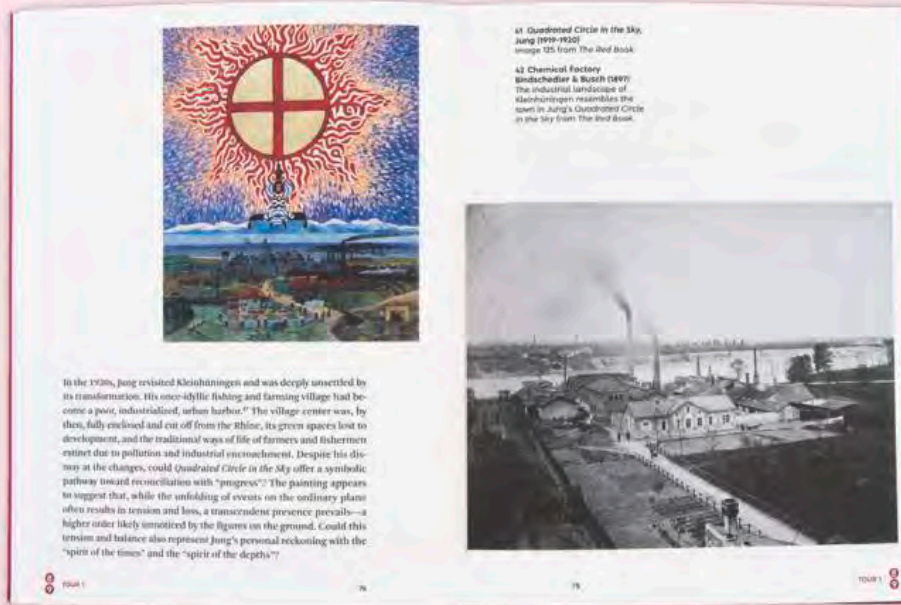 41 Quadrated Circle in the Sky,
Jung (1919–1920)
Image 125 from The Red Book
42 Chemical Factory
Bindschedler & Busch (1897)
The industrial landscape of
Kleinhüningen resembles the
town in Jung's Quadrated Circle
in the Sky from The Red Book.
In the 1920s, Jung revisited Kleinhüningen and was deeply unsettled by
its transformation. His once-idyllic fishing and farming village had be-
come a poor, industrialized, urban harbor. The village center was, by
then, fully enclosed and cut off from the Rhine, its green spaces lost to
development, and the traditional ways of life of farmers and fishermen
extinct due to pollution and industrial encroachment. Despite his dis-
may at the changes, could Quadrated Circle in the Sky offer a symbolic
pathway toward reconciliation with "progress"? The painting appears
to suggest that, while the unfolding of events on the ordinary plane
often results in tension and loss, a transcendent presence prevails—a
higher order likely unnoticed by the figures on the ground. Could this
tension and balance also represent Jung's personal reckoning with the
"spirit of the times" and the "spirit of the depths"?
TOUR 1
TOUR 1